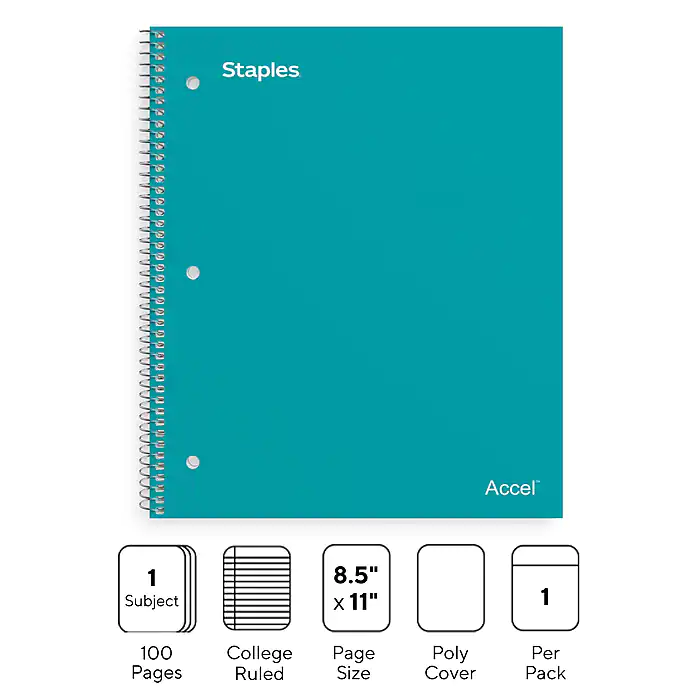 Staples
Accel™
1
Subject
100
Pages
College
Ruled
8.5"
x 11"
Page
Size
Poly
Cover
1
Per
Pack